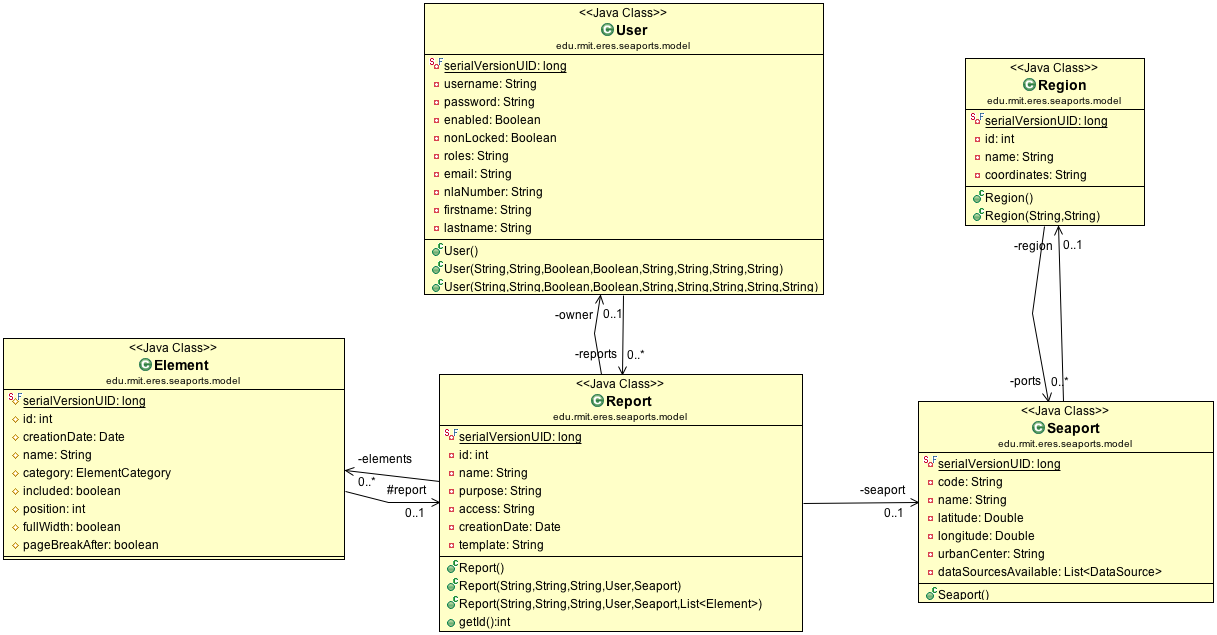 <<Java Class>>
User
edu.rmit.eres.seaports.model
serialVersionUID: long
username: String
password: String
enabled: Boolean
nonLocked: Boolean
roles: String
email: String
nlaNumber: String
firstname: String
lastname: String
User()
User(String,String,Boolean,Boolean,String,String,String,String)
User(String,String,Boolean,Boolean,String,String,String,String,String)
<<Java Class>>
Region
edu.rmit.eres.seaports.model
serialVersionUID: long
id: int
name: String
coordinates: String
Region()
Region(String,String)
-region
0..1
-owner
0..1
-reports
0..*
-ports
0..*
<<Java Class>>
Element
edu.rmit.eres.seaports.model
serialVersionUID: long
id: int
creationDate: Date
name: String
category: ElementCategory
included: boolean
position: int
fullWidth: boolean
pageBreakAfter: boolean
-elements
0..*
#report
0..1
<<Java Class>>
Report
edu.rmit.eres.seaports.model
serialVersionUID: long
id: int
name: String
purpose: String
access: String
creationDate: Date
template: String
Report()
Report(String,String,String,User,Seaport)
Report(String,String,String,User,Seaport,List<Element>)
getId():int
-seaport
0..1
<<Java Class>>
Seaport
edu.rmit.eres.seaports.model
serialVersionUID: long
code: String
name: String
latitude: Double
longitude: Double
urbanCenter: String
dataSourcesAvailable: List<DataSource>
Seaport()